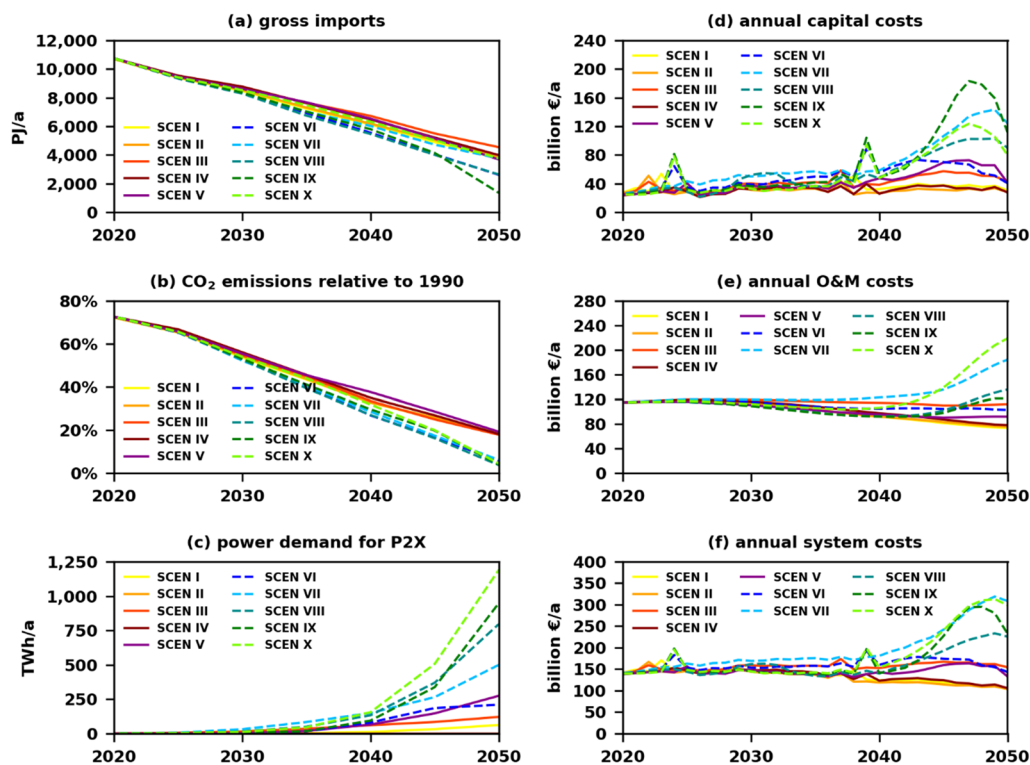 (a) gross imports
PJ/a
12,000
10,000
8,000
6,000
4,000
2,000
0
SCEN I
SCEN II
SCEN III
SCEN IV
SCEN V
SCEN VI
SCEN VII
SCEN VIII
SCEN IX
SCEN X
2020 2030 2040 2050
(b) CO₂ emissions relative to 1990
80%
60%
40%
20%
0%
SCEN I
SCEN II
SCEN III
SCEN IV
SCEN V
SCEN VI
SCEN VII
SCEN VIII
SCEN IX
SCEN X
2020 2030 2040 2050
(c) power demand for P2X
TWh/a
1,250
1,000
750
500
250
0
SCEN I
SCEN II
SCEN III
SCEN IV
SCEN V
SCEN VI
SCEN VII
SCEN VIII
SCEN IX
SCEN X
2020 2030 2040 2050
(d) annual capital costs
billion €/a
240
200
160
120
80
40
0
SCEN I
SCEN II
SCEN III
SCEN IV
SCEN V
SCEN VI
SCEN VII
SCEN VIII
SCEN IX
SCEN X
2020 2030 2040 2050
(e) annual O&M costs
billion €/a
280
240
200
160
120
80
40
0
SCEN I
SCEN II
SCEN III
SCEN IV
SCEN V
SCEN VI
SCEN VII
SCEN VIII
SCEN IX
SCEN X
2020 2030 2040 2050
(f) annual system costs
billion €/a
400
350
300
250
200
150
100
50
0
SCEN I
SCEN II
SCEN III
SCEN IV
SCEN V
SCEN VI
SCEN VII
SCEN VIII
SCEN IX
SCEN X
2020 2030 2040 2050